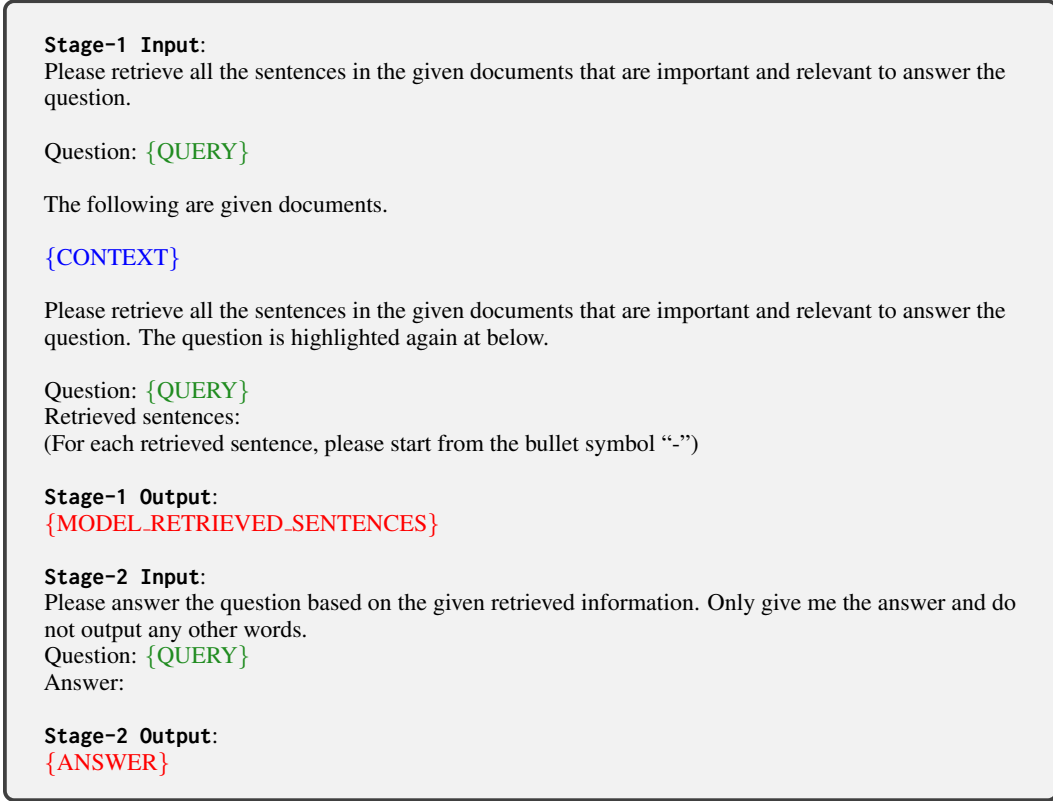 Stage-1 Input:
Please retrieve all the sentences in the given documents that are important and relevant to answer the
question.
Question: {QUERY}
The following are given documents.
{CONTEXT}
Please retrieve all the sentences in the given documents that are important and relevant to answer the
question. The question is highlighted again at below.
Question: {QUERY}
Retrieved sentences:
(For each retrieved sentence, please start from the bullet symbol “-”)
Stage-1 Output:
{MODEL_RETRIEVED_SENTENCES}
Stage-2 Input:
Please answer the question based on the given retrieved information. Only give me the answer and do
not output any other words.
Question: {QUERY}
Answer:
Stage-2 Output:
{ANSWER}